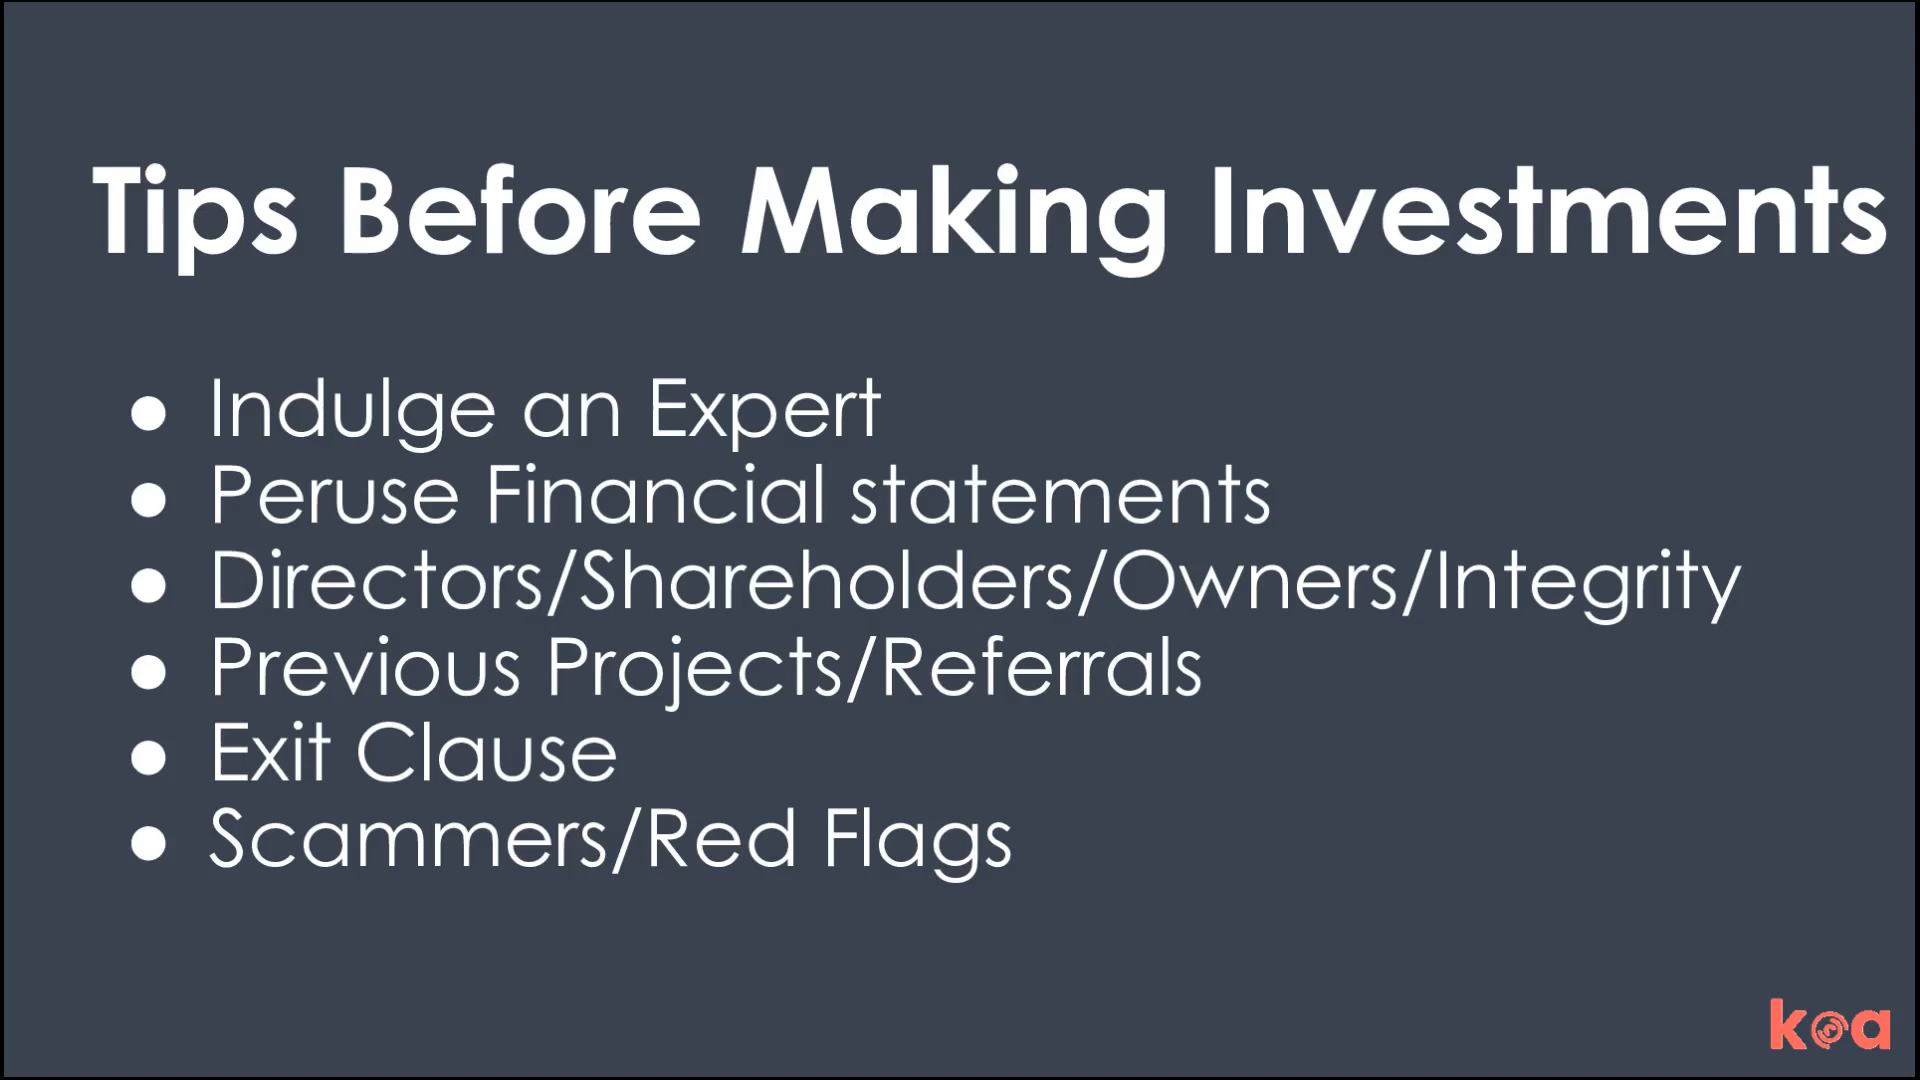 Tips Before Making Investments
● Indulge an Expert
● Peruse Financial statements
● Directors/Shareholders/Owners/Integrity
● Previous Projects/Referrals
● Exit Clause
● Scammers/Red Flags
koa